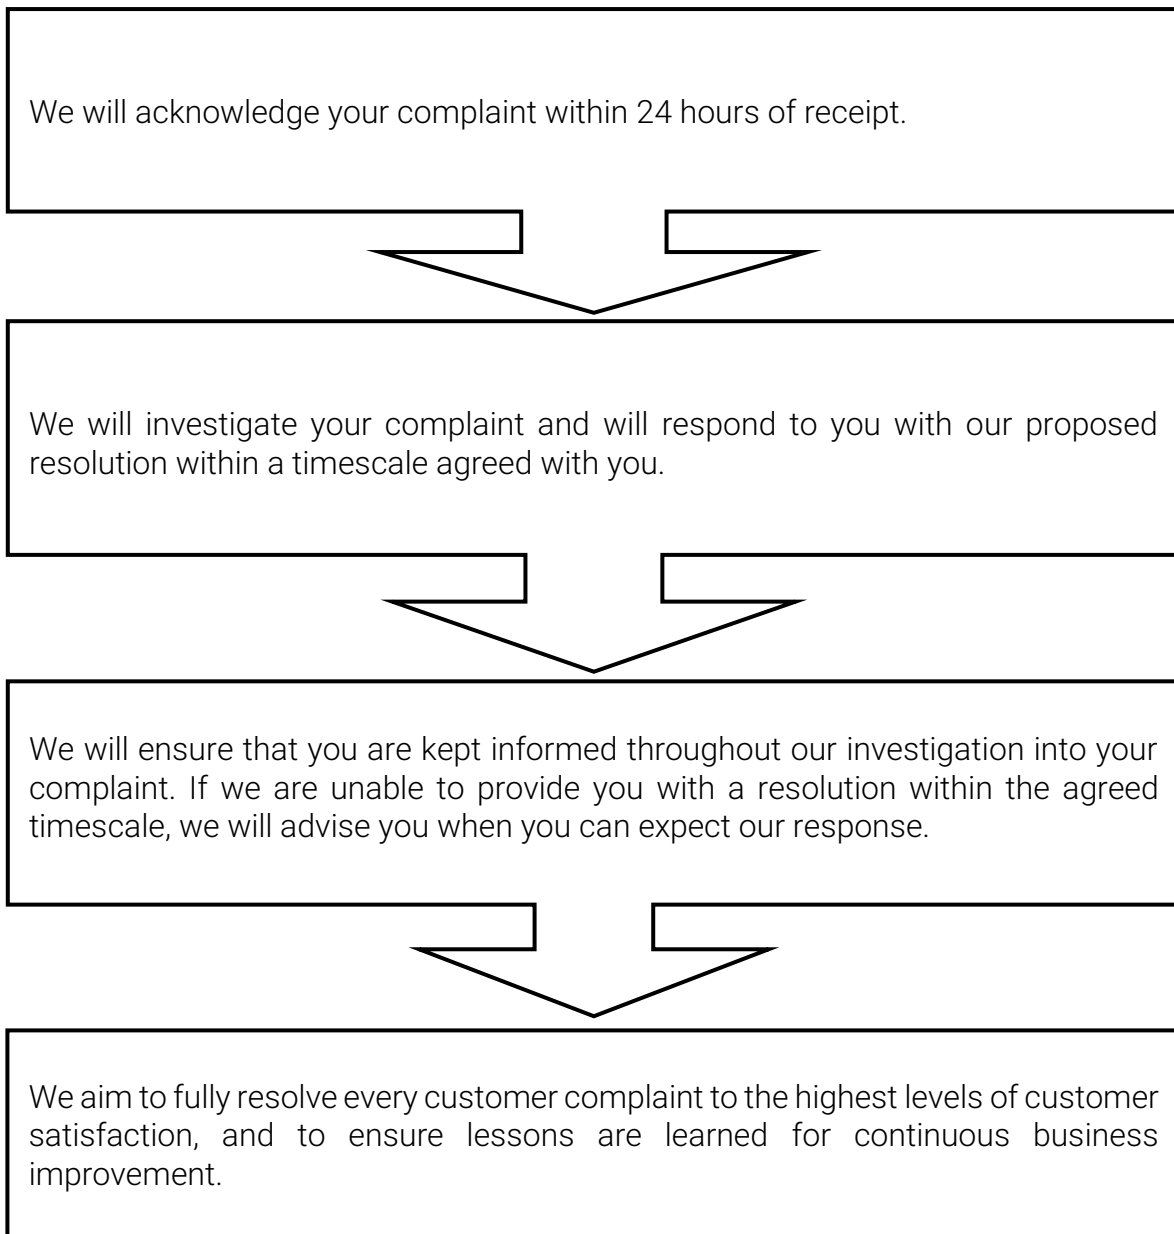 We will acknowledge your complaint within 24 hours of receipt.
We will investigate your complaint and will respond to you with our proposed
resolution within a timescale agreed with you.
We will ensure that you are kept informed throughout our investigation into your
complaint. If we are unable to provide you with a resolution within the agreed
timescale, we will advise you when you can expect our response.
We aim to fully resolve every customer complaint to the highest levels of customer
satisfaction, and to ensure lessons are learned for continuous business
improvement.